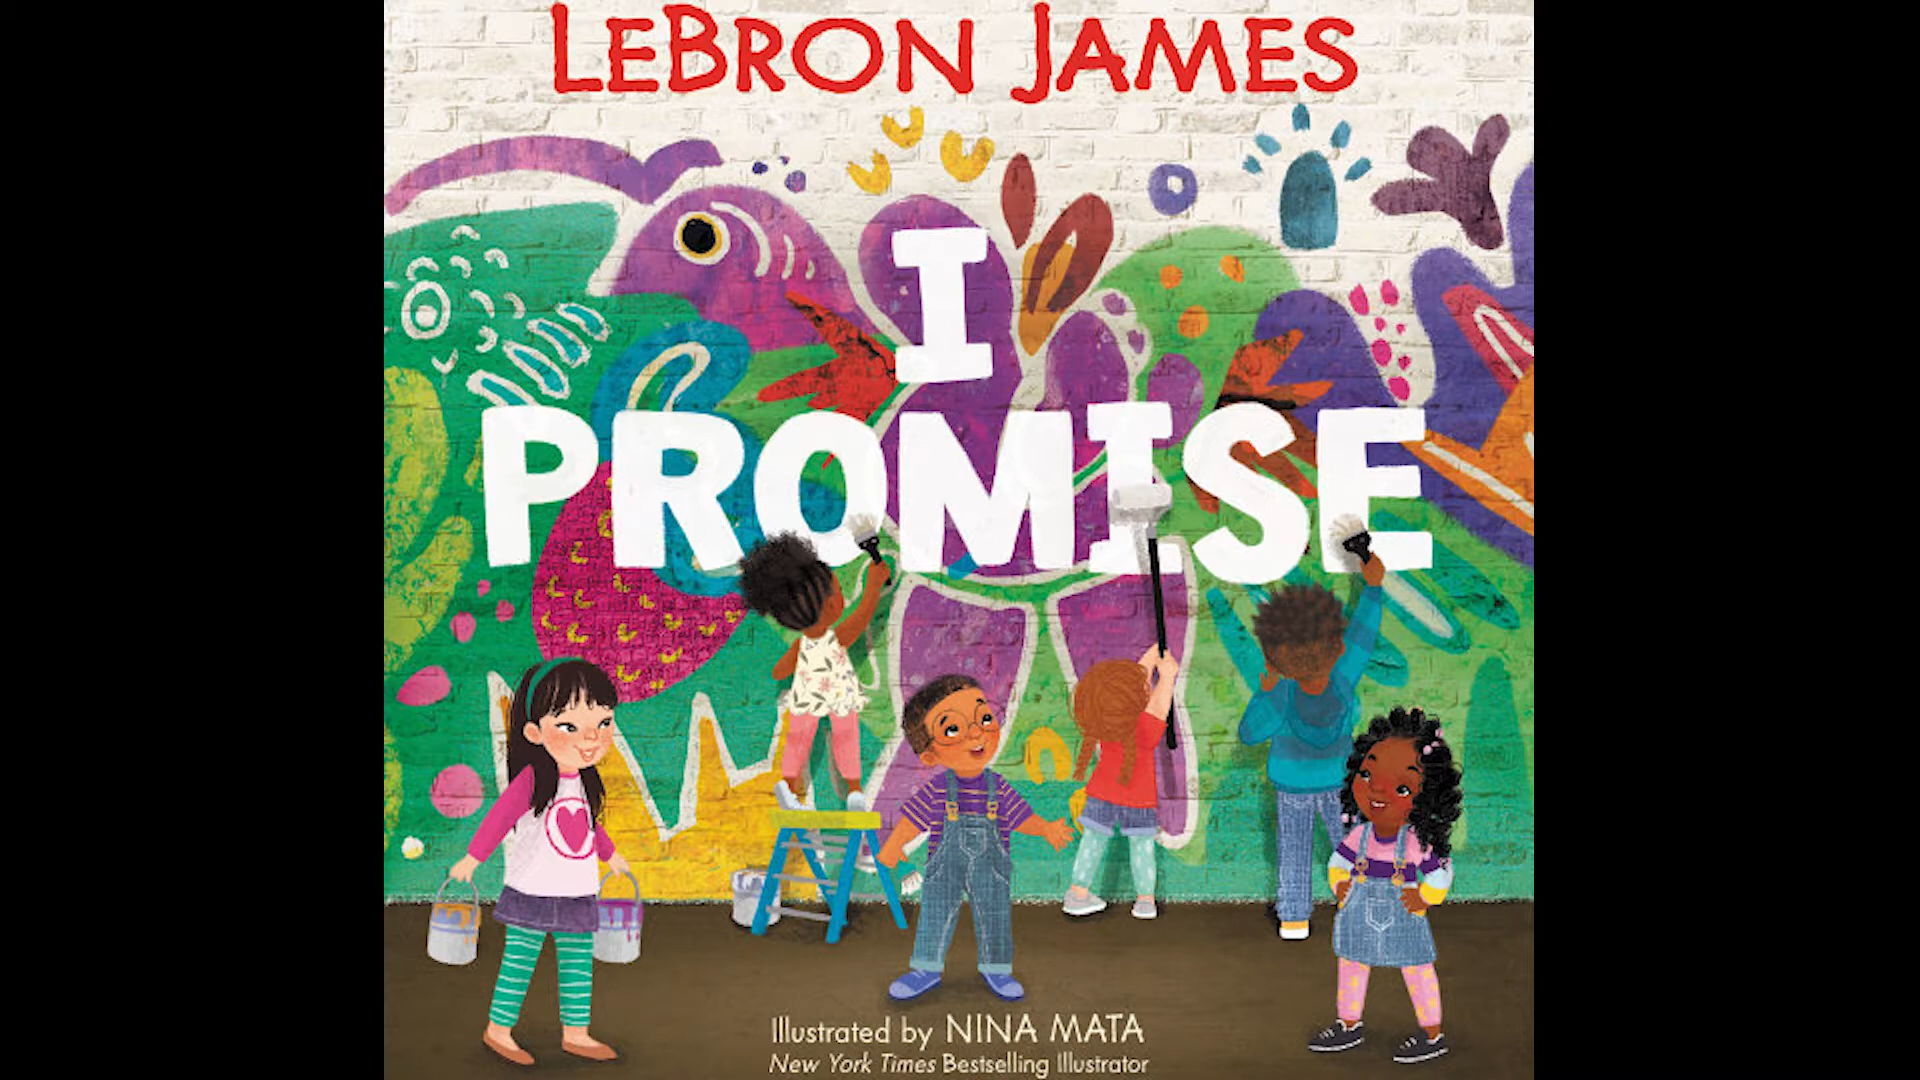 LEBRON JAMES
I
PROMISE
Illustrated by NINA MATA
New York Times Bestselling Illustrator